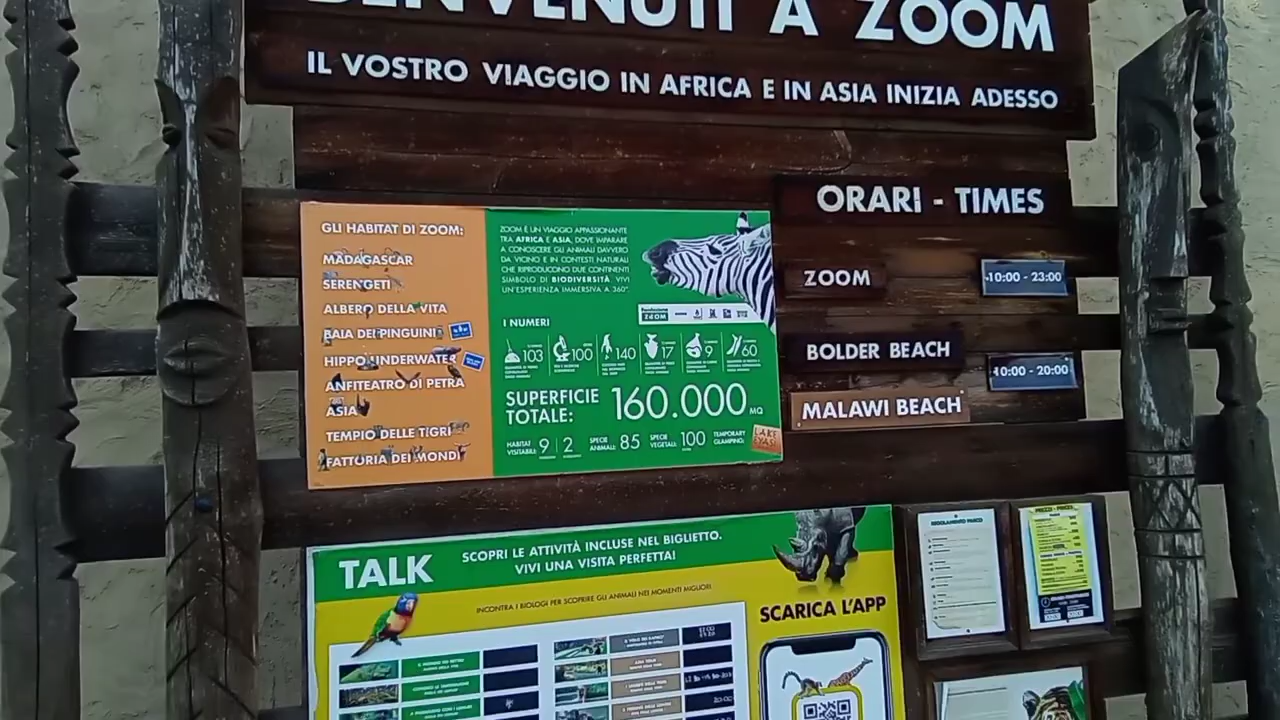 BENVENUTI A ZOOM
IL VOSTRO VIAGGIO IN AFRICA E IN ASIA INIZIA ADESSO
GLI HABITAT DI ZOOM:
MADAGASCAR
SERENGETI
ALBERO DELLA VITA
BAIA DEI PINGUINI
HIPPO UNDERWATER
ANFITEATRO DI PETRA
ASIA
TEMPIO DELLE TIGRI
FATTORIA DEI MONDI
ZOOM È UN VIAGGIO APPASSIONANTE
TRA AFRICA E ASIA, DOVE IMPARARE
A CONOSCERE GLI ANIMALI DAVVERO
DA VICINO E IN CONTESTI NATURALI
CHE RIPRODUCONO DUE CONTINENTI
SIMBOLO DI BIODIVERSITÀ. VIVI
UN'ESPERIENZA IMMERSIVA A 360°
I NUMERI
103 100 140 17 9 60
SUPERFICIE
TOTALE: 160.000 MQ
HABITAT
VISITABILI: 9 2
SPECIE
ANIMALI: 85
SPECIE
VEGETALI: 100
TEMPORARY
GLAMPING:
ORARI - TIMES
ZOOM 10:00 - 23:00
BOLDER BEACH
10:00 - 20:00
MALAWI BEACH
TALK
SCOPRI LE ATTIVITÀ INCLUSE NEL BIGLIETTO.
VIVI UNA VISITA PERFETTA!
INCONTRA I BIOLOGI PER SCOPRIRE GLI ANIMALI NEI MOMENTI MIGLIORI
SCARICA L'APP
REGOLAMENTO PARCO
PREZZI - PRICES